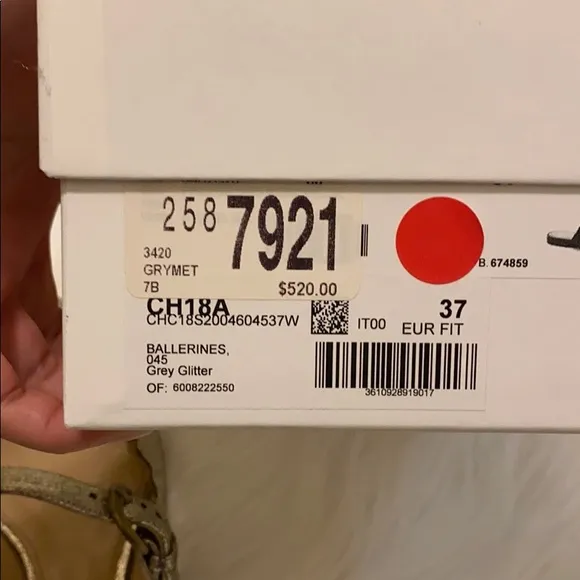 258 7921
3420
GRYMET
7B $520.00
B. 674859
CH18A
CHC18S2004604537W
IT00
37
EUR FIT
BALLERINES,
045
Grey Glitter
OF: 6008222550
3610928919017